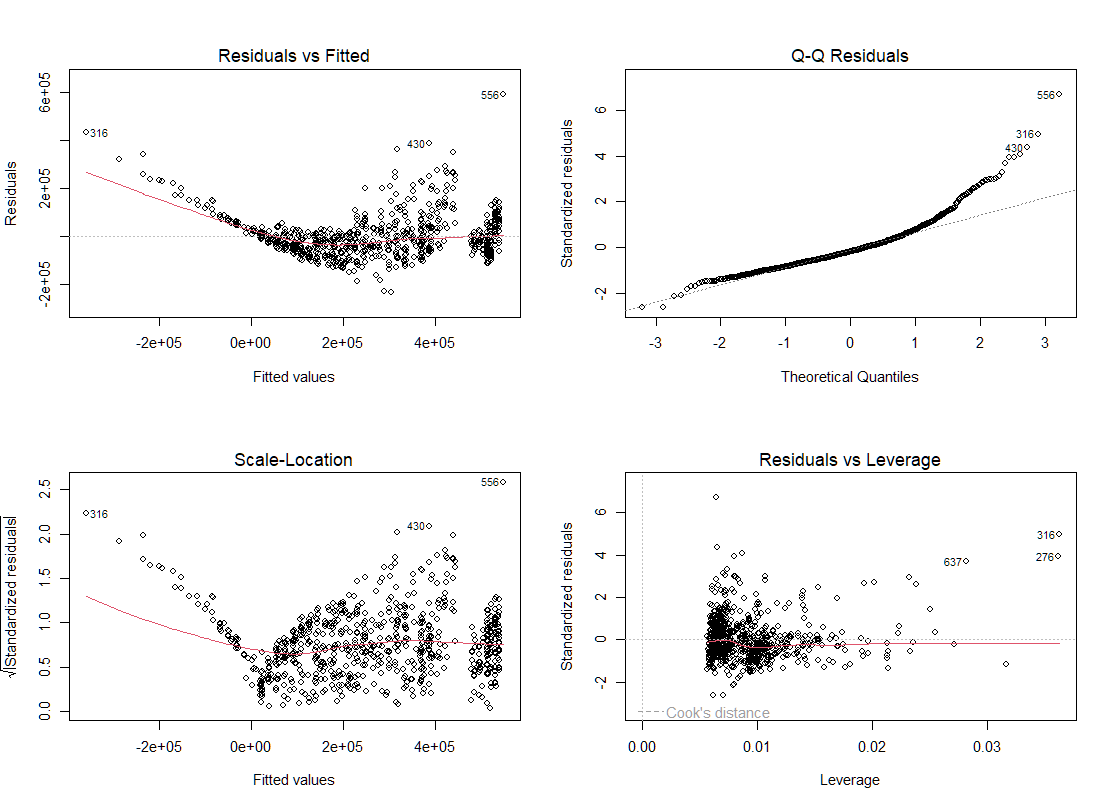 Residuals vs Fitted
Residuals
6e+05
2e+05
-2e+05
316
430
556
-2e+05
0e+00
2e+05
4e+05
Fitted values
Q-Q Residuals
Standardized residuals
6
4
2
0
-2
556
316
430
-3
-2
-1
0
1
2
3
Theoretical Quantiles
Scale-Location
√|Standardized residuals|
2.5
2.0
1.5
1.0
0.5
0.0
316
430
556
-2e+05
0e+00
2e+05
4e+05
Fitted values
Residuals vs Leverage
Standardized residuals
6
4
2
0
-2
316
276
637
Cook's distance
0.00
0.01
0.02
0.03
Leverage